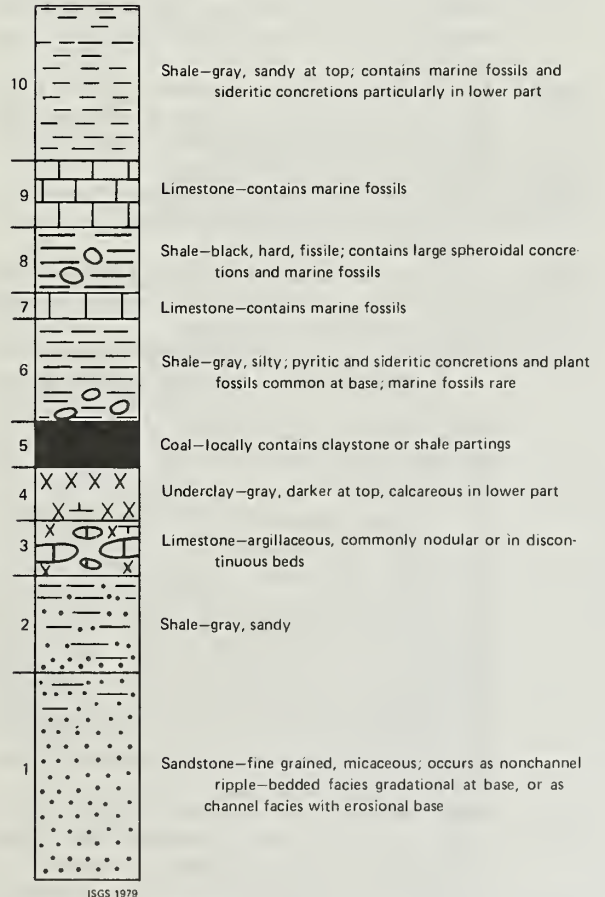 10
Shale—gray, sandy at top; contains marine fossils and
sideritic concretions particularly in lower part
9
Limestone—contains marine fossils
8
Shale—black, hard, fissile; contains large spheroidal concre-
tions and marine fossils
7
Limestone—contains marine fossils
6
Shale—gray, silty; pyritic and sideritic concretions and plant
fossils common at base; marine fossils rare
5
Coal—locally contains claystone or shale partings
4
Underclay—gray, darker at top, calcareous in lower part
3
Limestone—argillaceous, commonly nodular or in discon-
tinuous beds
2
Shale—gray, sandy
1
Sandstone—fine grained, micaceous; occurs as nonchannel
ripple—bedded facies gradational at base, or as
channel facies with erosional base
ISGS 1979